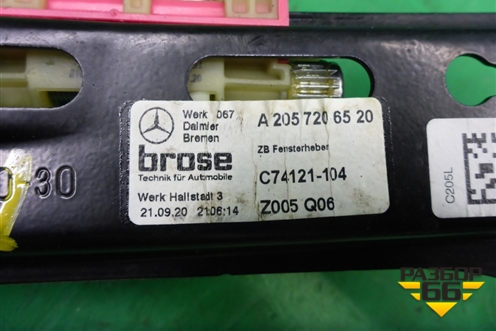 Werk 067
Daimler
Bremen
A 205 720 65 20
ZB Fensterheber
brose
Technik für Automobile
C74121-104
Werk Hallstadt 3
21.09.20 21:06:14
Z005 Q06
C205L
0 30
РАЗБОР
66